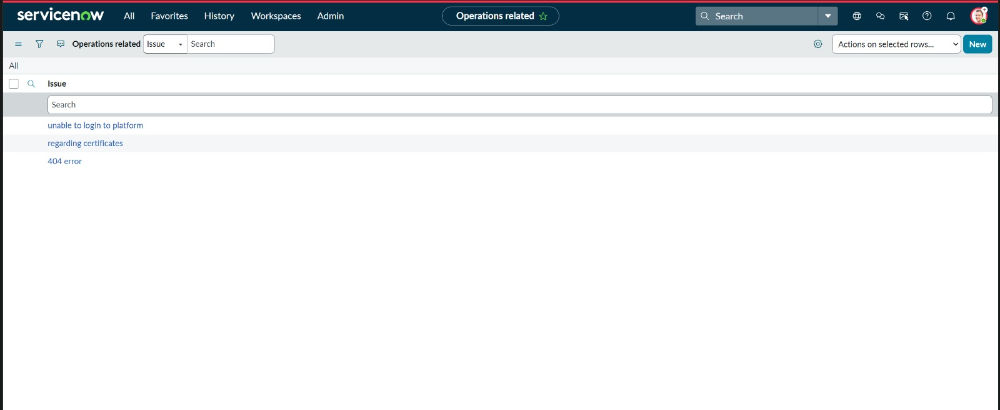 servicenow All Favorites History Workspaces Admin Operations related Search
Operations related Issue Search Actions on selected rows... New
All
Issue
Search
unable to login to platform
regarding certificates
404 error